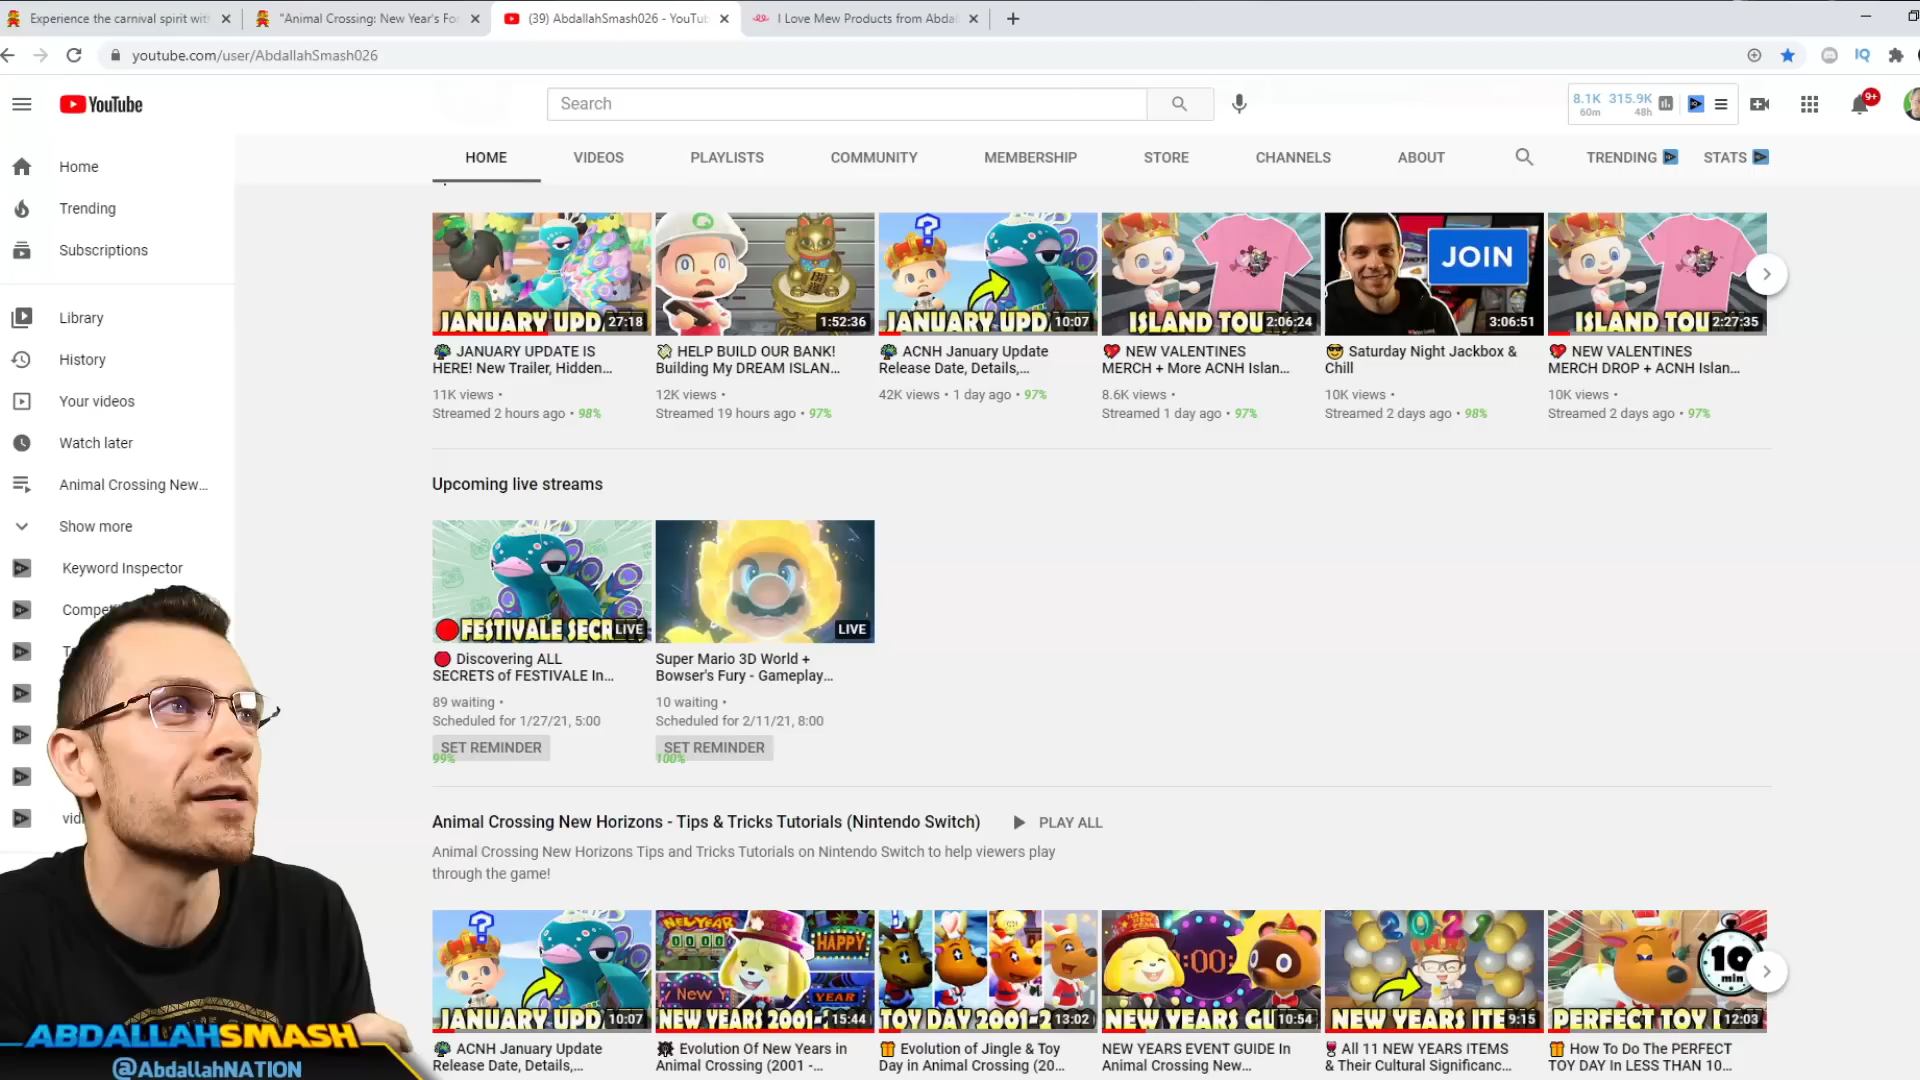 Experience the carnival spirit wit
"Animal Crossing: New Year's Fo
(39) AbdallahSmash026 - YouTub
I Love Mew Products from Abda
youtube.com/user/AbdallahSmash026
IQ
YouTube
Search
8.1K 315.9K
60m 48h
9+
HOME VIDEOS PLAYLISTS COMMUNITY MEMBERSHIP STORE CHANNELS ABOUT TRENDING STATS
Home
Trending
Subscriptions
Library
History
Your videos
Watch later
Animal Crossing New...
Show more
Keyword Inspector
JANUARY UPD 27:18
JANUARY UPDATE IS
HERE! New Trailer, Hidden...
11K views •
Streamed 2 hours ago • 98%
1:52:36
HELP BUILD OUR BANK!
Building My DREAM ISLAN...
12K views •
Streamed 19 hours ago • 97%
?
JANUARY UPD 10:07
ACNH January Update
Release Date, Details,...
42K views • 1 day ago • 97%
ISLAND TOU 2:06:24
NEW VALENTINES
MERCH + More ACNH Islan...
8.6K views •
Streamed 1 day ago • 97%
JOIN
3:06:51
Saturday Night Jackbox &
Chill
10K views •
Streamed 2 days ago • 98%
ISLAND TOU 2:27:35
NEW VALENTINES
MERCH DROP + ACNH Islan...
10K views •
Streamed 2 days ago • 97%
Upcoming live streams
FESTIVALE SECR LIVE
Discovering ALL
SECRETS of FESTIVALE In...
89 waiting •
Scheduled for 1/27/21, 5:00
SET REMINDER
99%
LIVE
Super Mario 3D World +
Bowser's Fury - Gameplay...
10 waiting •
Scheduled for 2/11/21, 8:00
SET REMINDER
100%
Animal Crossing New Horizons - Tips & Tricks Tutorials (Nintendo Switch) PLAY ALL
Animal Crossing New Horizons Tips and Tricks Tutorials on Nintendo Switch to help viewers play
through the game!
?
JANUARY UPD 10:07
ACNH January Update
Release Date, Details,...
NEW YEAR
0:00
HAPPY
New Y
YEAR
NEW YEARS 2001- 15:44
Evolution Of New Years in
Animal Crossing (2001 -...
TOY DAY 2001-2 13:02
Evolution of Jingle & Toy
Day in Animal Crossing (20...
:00:
NEW YEARS GU 10:54
NEW YEARS EVENT GUIDE In
Animal Crossing New...
2021
NEW YEARS ITE 9:15
All 11 NEW YEARS ITEMS
& Their Cultural Significanc...
10
min
PERFECT TOY 12:03
How To Do The PERFECT
TOY DAY In LESS THAN 10...
ABDALLAHSMASH
@AbdallahNATION